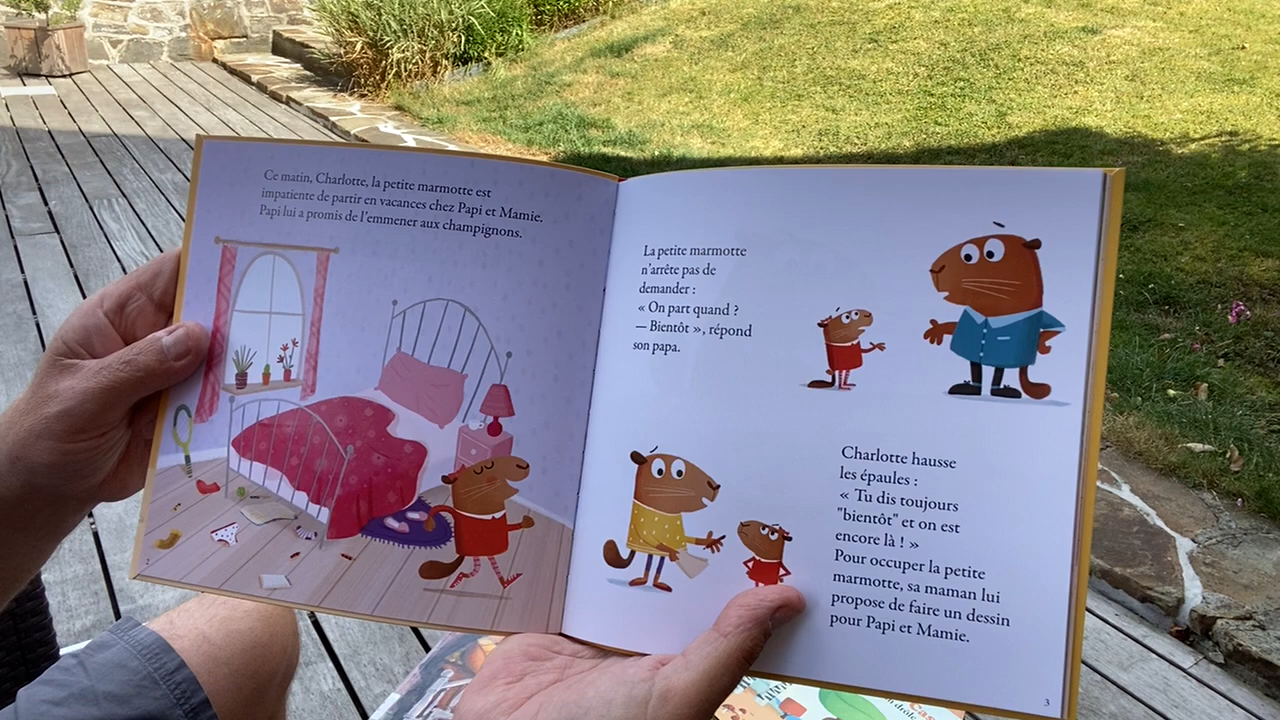 Ce matin, Charlotte, la petite marmotte est
impatiente de partir en vacances chez Papi et Mamie.
Papi lui a promis de l'emmener aux champignons.
2
La petite marmotte
n'arrête pas de
demander :
« On part quand ?
— Bientôt », répond
son papa.
Charlotte hausse
les épaules :
« Tu dis toujours
"bientôt" et on est
encore là ! »
Pour occuper la petite
marmotte, sa maman lui
propose de faire un dessin
pour Papi et Mamie.
3